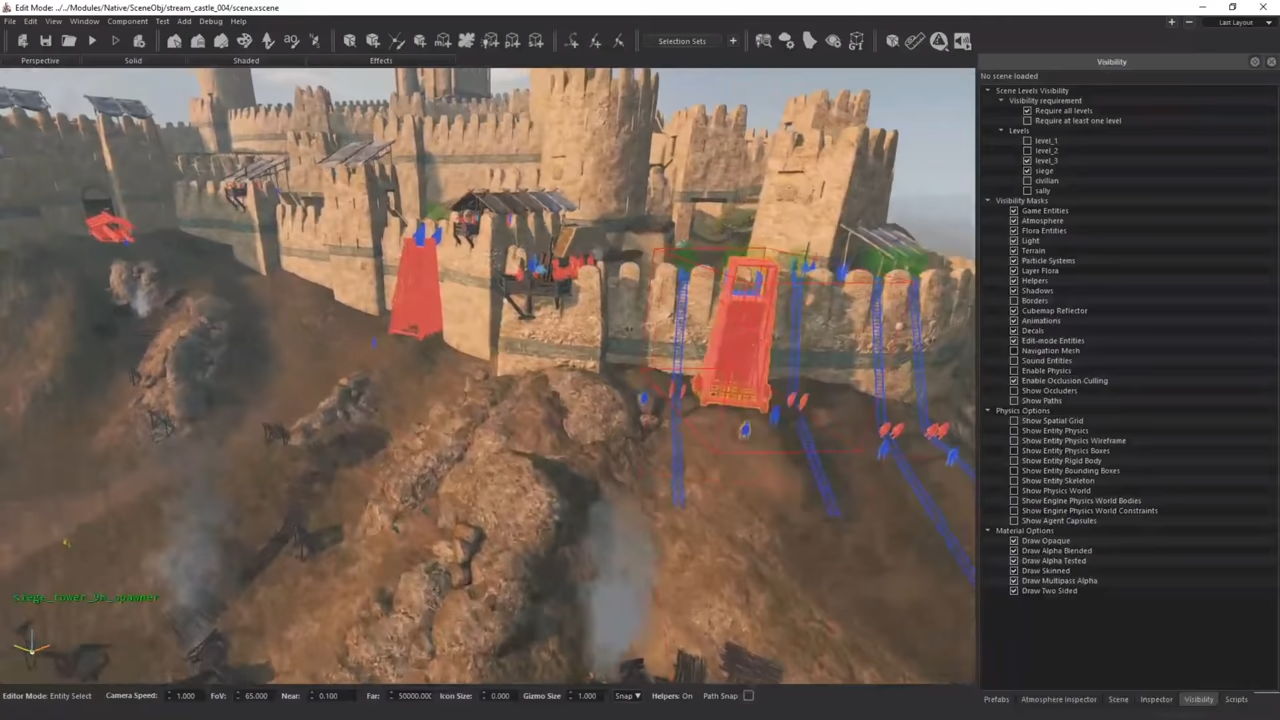 Edit Mode: ../../Modules/Native/SceneObj/stream_castle_004/scene.xscene
File Edit View Window Component Test Add Debug Help
Last Layout
Selection Sets
Perspective Solid Shaded Effects
Visibility
No scene loaded
Scene Levels Visibility
Visibility requirement
Require all levels
Require at least one level
Levels
level_1
level_2
level_3
siege
civilian
sally
Visibility Masks
Game Entities
Atmosphere
Flora Entities
Light
Terrain
Particle Systems
Layer Flora
Helpers
Shadows
Borders
Cubemap Reflector
Animations
Decals
Edit-mode Entities
Navigation Mesh
Sound Entities
Enable Physics
Enable Occlusion Culling
Show Occluders
Show Paths
Physics Options
Show Spatial Grid
Show Entity Physics
Show Entity Physics Wireframe
Show Entity Physics Boxes
Show Entity Rigid Body
Show Entity Bounding Boxes
Show Entity Skeleton
Show Physics World
Show Engine Physics World Bodies
Show Engine Physics World Constraints
Show Agent Capsules
Material Options
Draw Opaque
Draw Alpha Blended
Draw Alpha Tested
Draw Skinned
Draw Multipass Alpha
Draw Two Sided
Editor Mode: Entity Select Camera Speed: 1.000 FoV: 65.000 Near: 0.100 Far: 50000.00 Icon Size: 0.000 Gizmo Size: 1.000 Snap Helpers: On Path Snap
Prefabs Atmosphere Inspector Scene Inspector Visibility Scripts